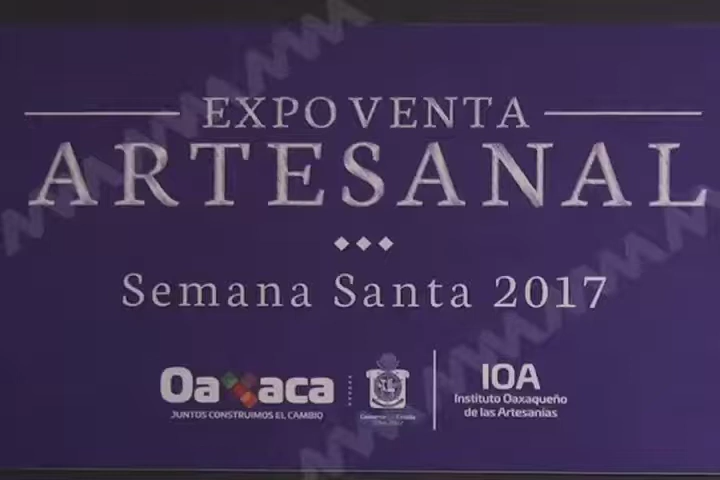 EXPO VENTA
ARTESANAL
Semana Santa 2017
Oaxaca
JUNTOS CONSTRUIMOS EL CAMBIO
IOA
Instituto Oaxaqueño
de las Artesanías